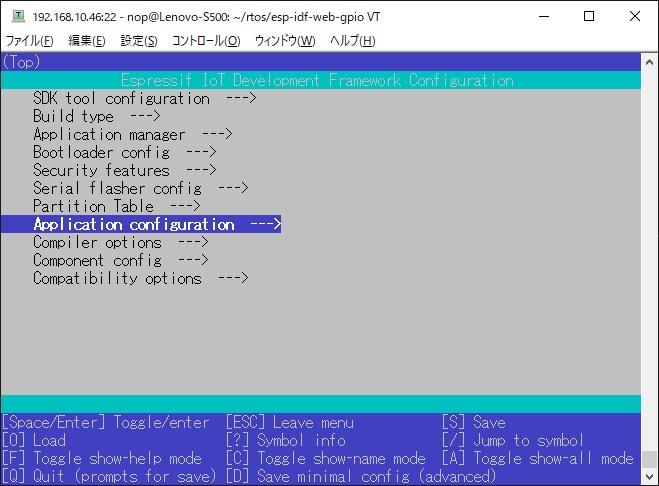 192.168.10.46:22 - nop@Lenovo-S500: ~/rtos/esp-idf-web-gpio VT
ファイル(F) 編集(E) 設定(S) コントロール(O) ウィンドウ(W) ヘルプ(H)
(Top)
Espressif IoT Development Framework Configuration
SDK tool configuration --->
Build type --->
Application manager --->
Bootloader config --->
Security features --->
Serial flasher config --->
Partition Table --->
Application configuration --->
Compiler options --->
Component config --->
Compatibility options --->
[Space/Enter] Toggle/enter [ESC] Leave menu [S] Save
[O] Load [?] Symbol info [/] Jump to symbol
[F] Toggle show-help mode [C] Toggle show-name mode [A] Toggle show-all mode
[Q] Quit (prompts for save) [D] Save minimal config (advanced)